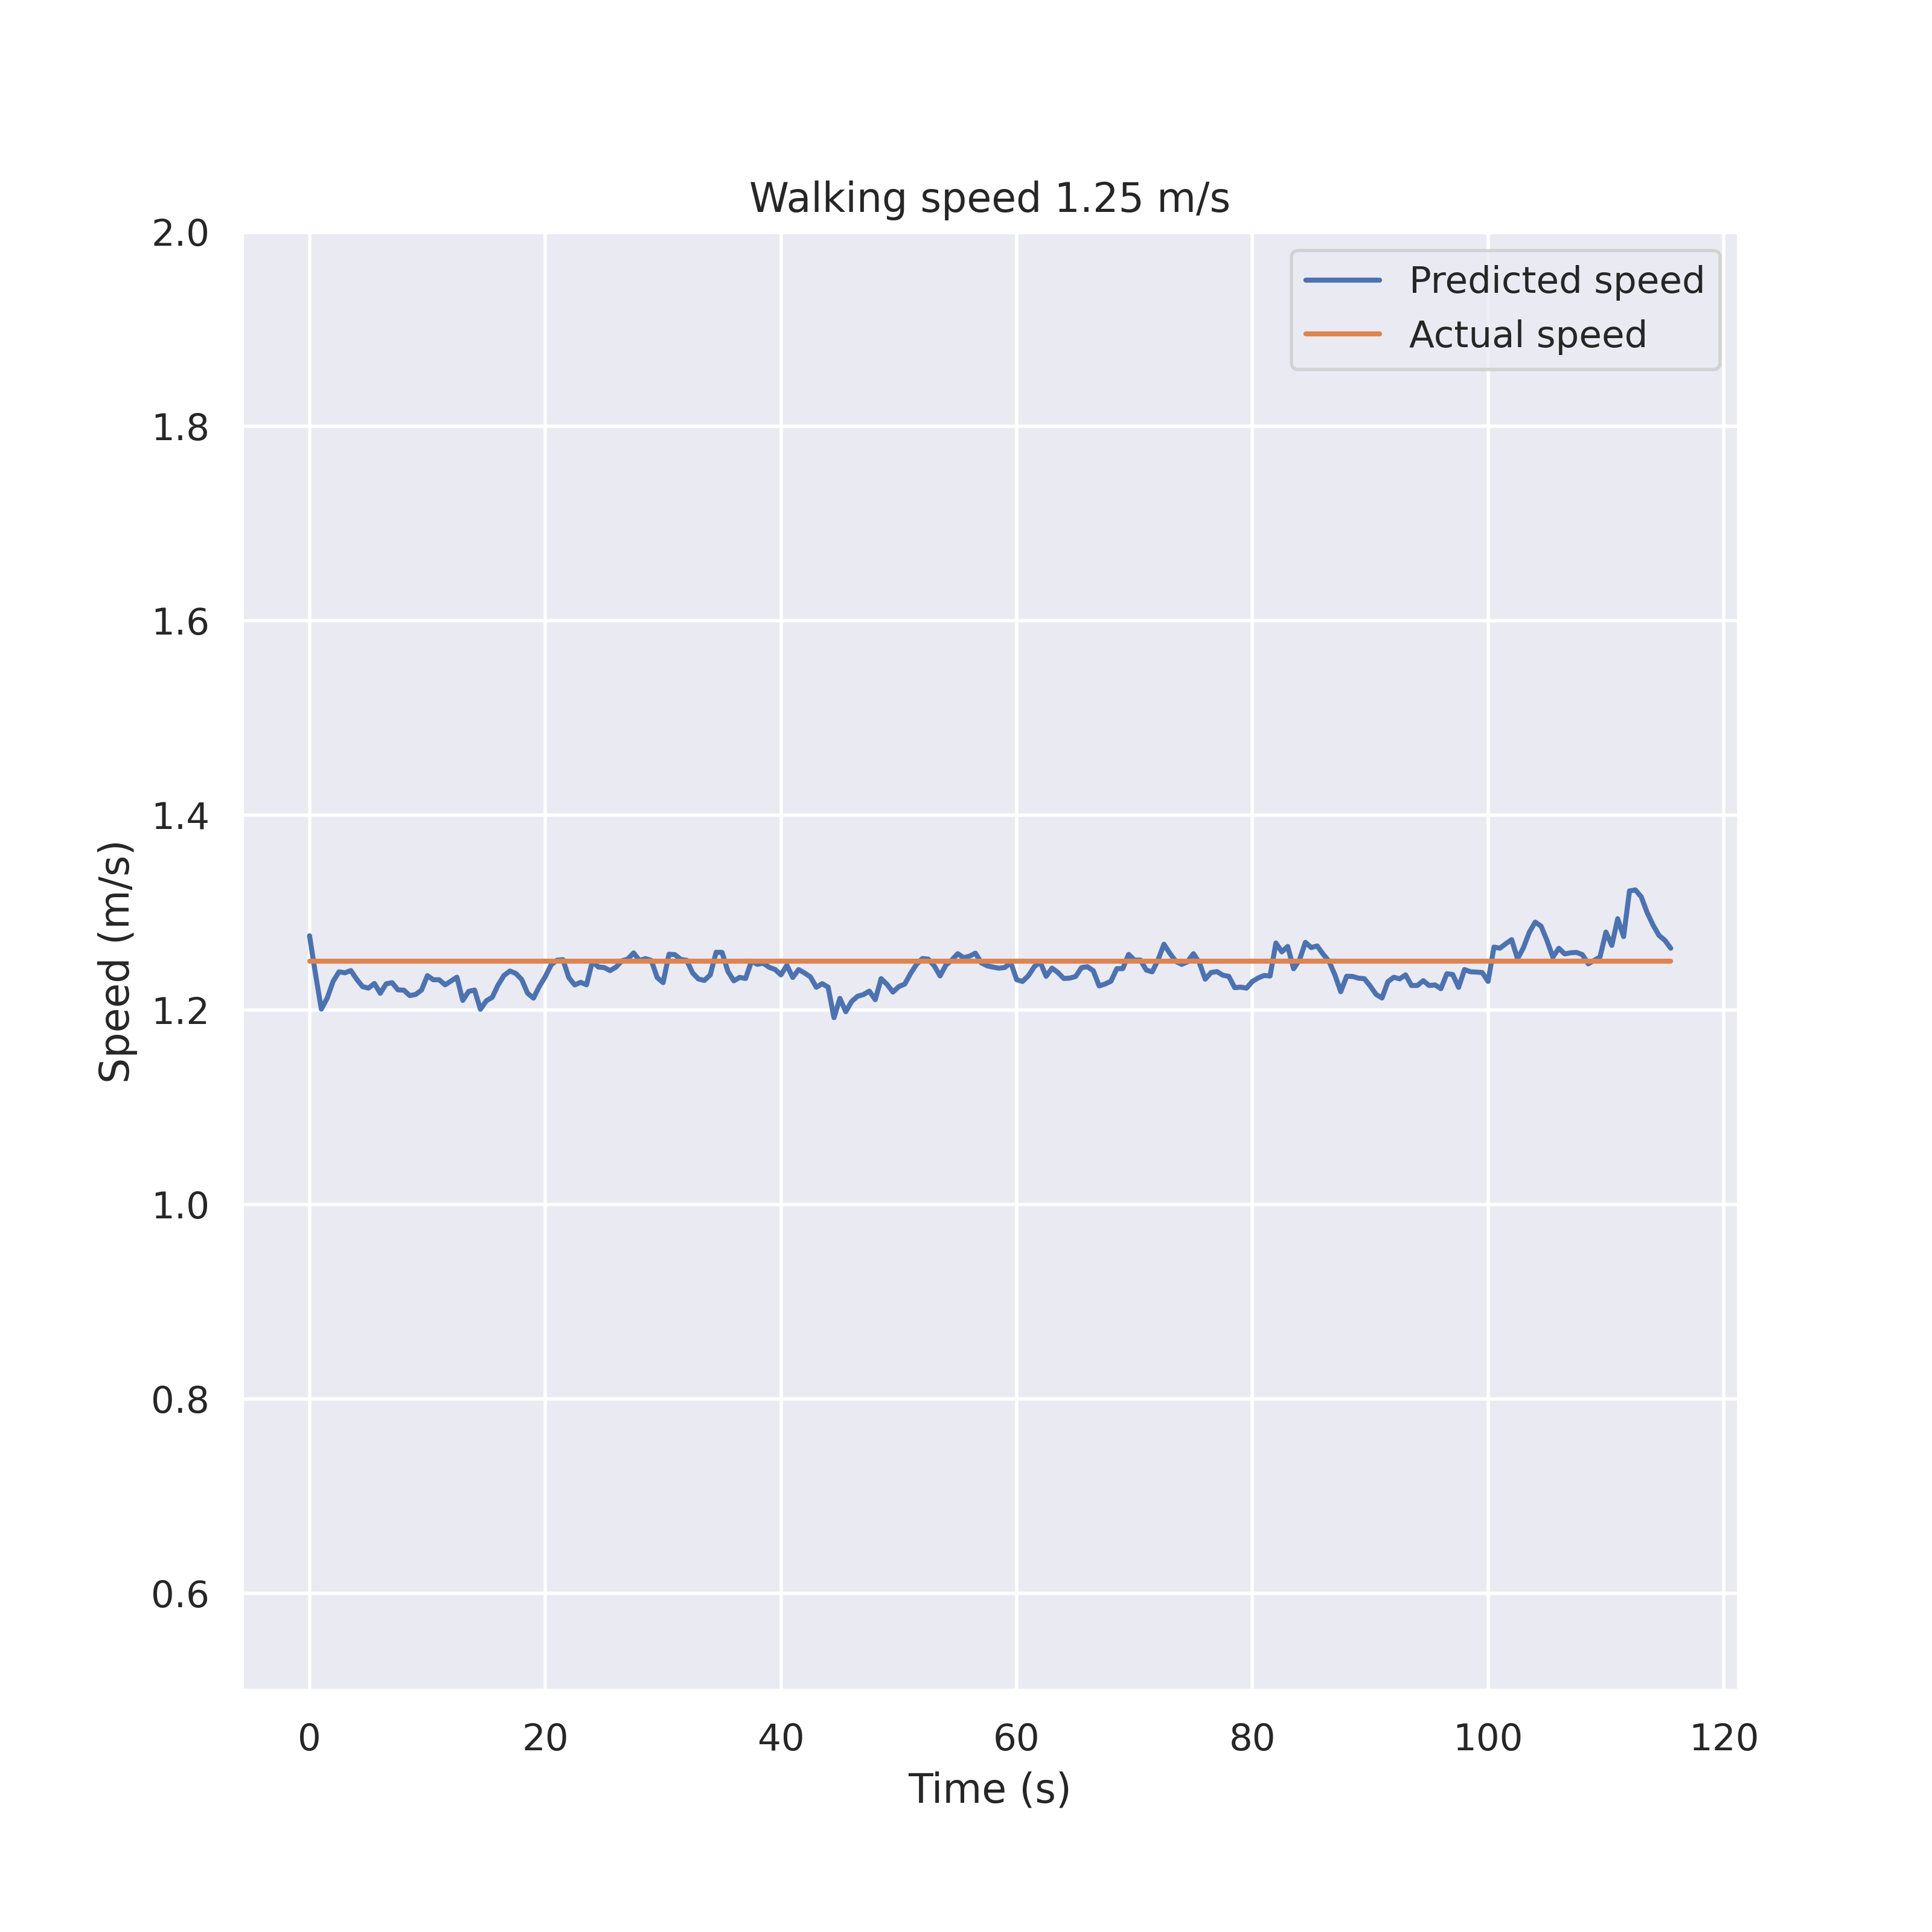 Walking speed 1.25 m/s
Predicted speed
Actual speed
2.0
1.8
1.6
1.4
1.2
1.0
0.8
0.6
Speed (m/s)
0 20 40 60 80 100 120
Time (s)